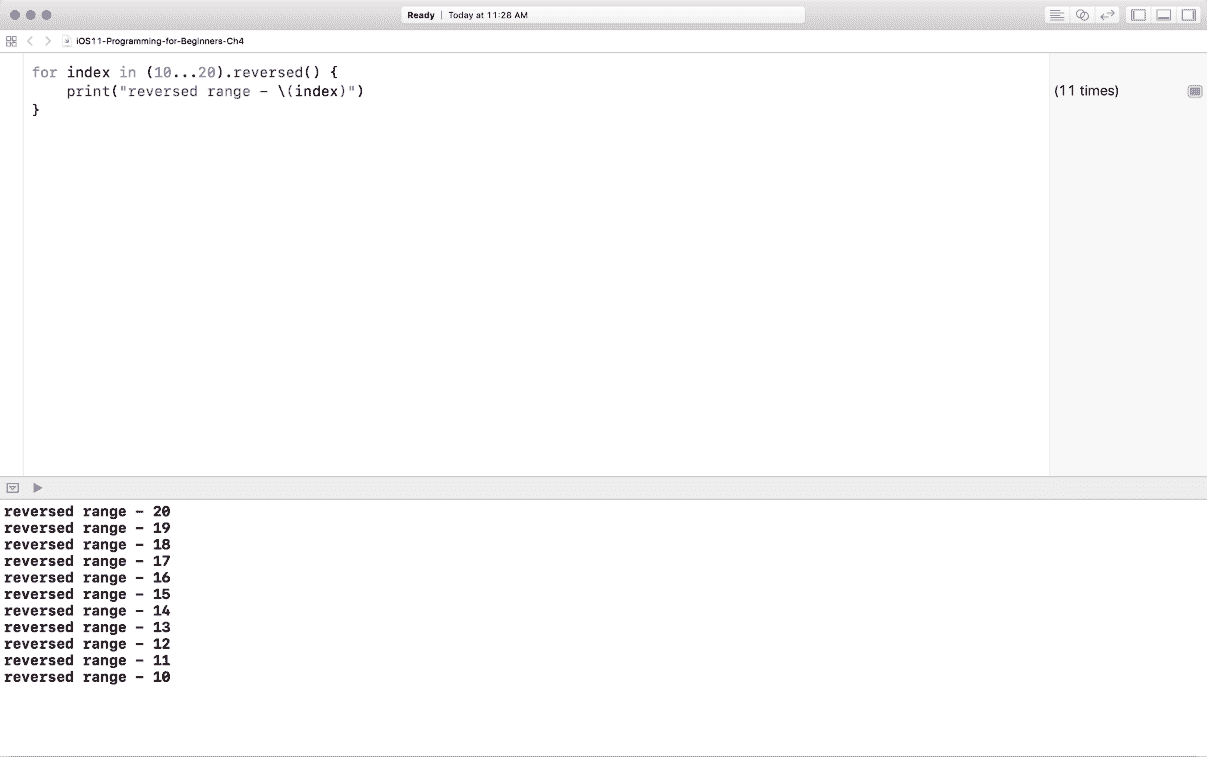 Ready | Today at 11:28 AM
iOS11-Programming-for-Beginners-Ch4
for index in (10...20).reversed() {
    print("reversed range - \(index)")
(11 times)
}
reversed range - 20
reversed range - 19
reversed range - 18
reversed range - 17
reversed range - 16
reversed range - 15
reversed range - 14
reversed range - 13
reversed range - 12
reversed range - 11
reversed range - 10